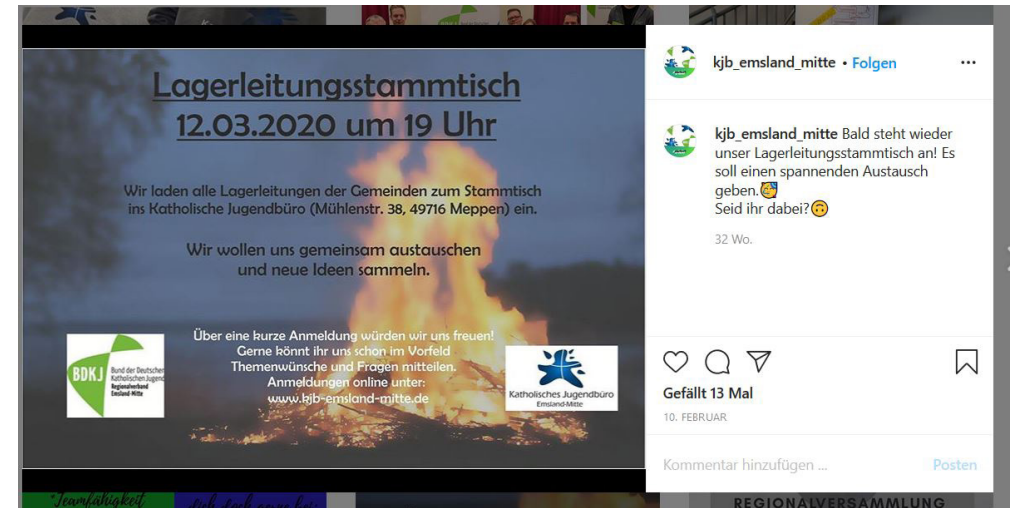 Lagerleitungsstammtisch
12.03.2020 um 19 Uhr
Wir laden alle Lagerleitungen der Gemeinden zum Stammtisch
ins Katholische Jugendbüro (Mühlenstr. 38, 49716 Meppen) ein.
Wir wollen uns gemeinsam austauschen
und neue Ideen sammeln.
Über eine kurze Anmeldung würden wir uns freuen!
Gerne könnt ihr uns schon im Vorfeld
Themenwünsche und Fragen mitteilen.
Anmeldungen online unter:
www.kjb-emsland-mitte.de
BDKJ
Bund der Deutschen
Katholischen Jugend
Regionalverband
Emsland-Mitte
Katholisches Jugendbüro
Emsland-Mitte
kjb_emsland_mitte • Folgen
kjb_emsland_mitte Bald steht wieder
unser Lagerleitungsstammtisch an! Es
soll einen spannenden Austausch
geben.
Seid ihr dabei?
32 Wo.
Gefällt 13 Mal
10. FEBRUAR
Kommentar hinzufügen ...
Posten
*Teamfähigkeit
REGIONALVERSAMMLUNG